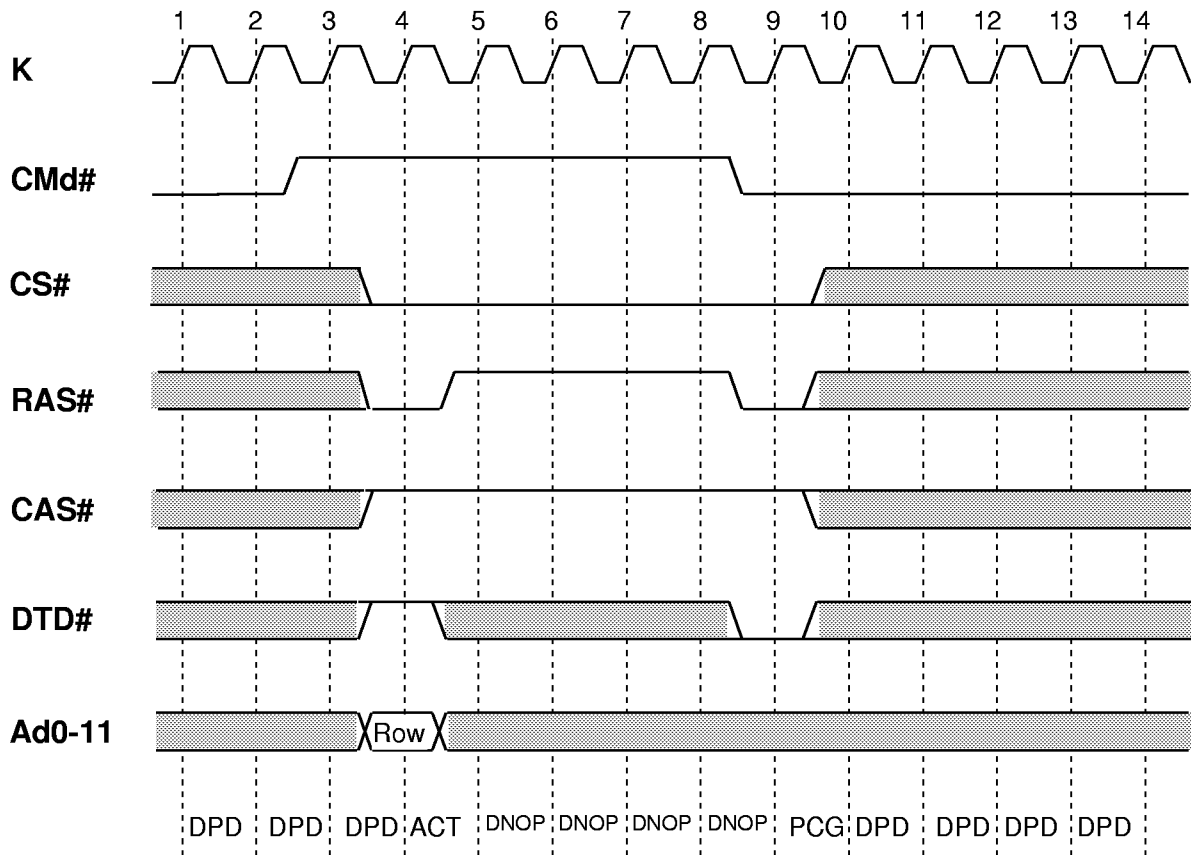 1 2 3 4 5 6 7 8 9 10 11 12 13 14
K
CMd#
CS#
RAS#
CAS#
DTD#
Ad0-11 Row
DPD DPD DPD ACT DNOP DNOP DNOP DNOP PCG DPD DPD DPD DPD